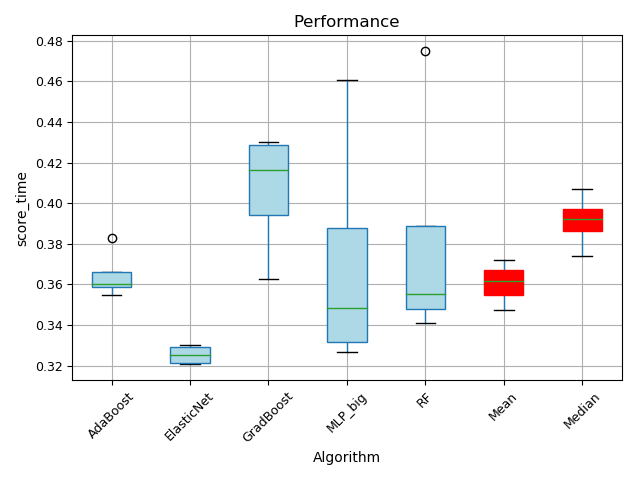 Performance
score_time
0.48
0.46
0.44
0.42
0.40
0.38
0.36
0.34
0.32
AdaBoost
ElasticNet
GradBoost
MLP_big
RF
Mean
Median
Algorithm